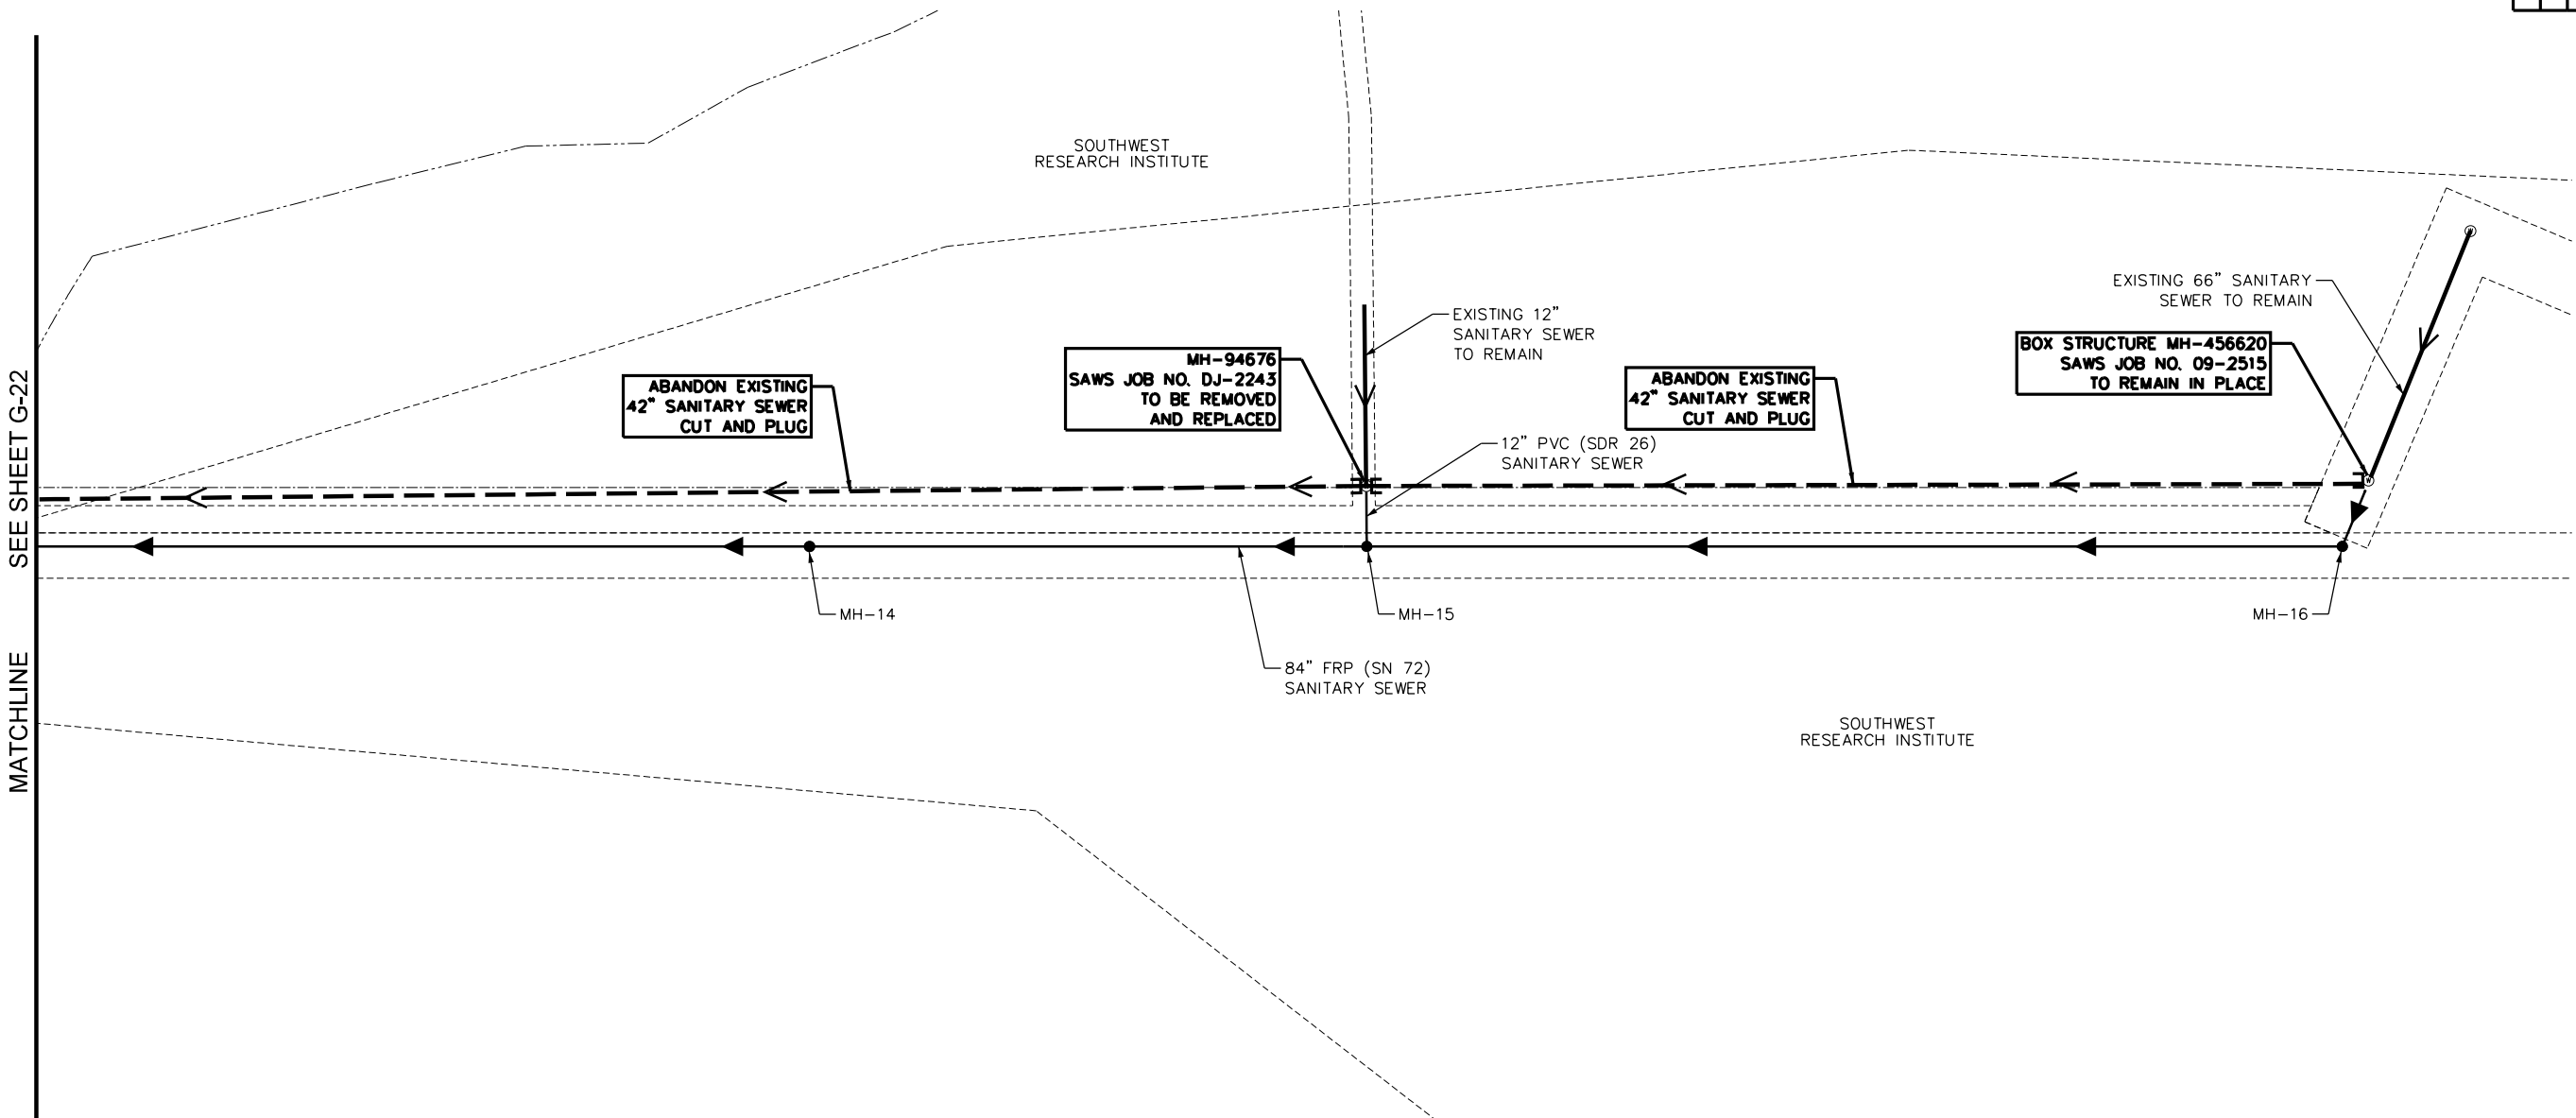 SOUTHWEST
RESEARCH INSTITUTE
EXISTING 66" SANITARY
SEWER TO REMAIN
EXISTING 12"
SANITARY SEWER
TO REMAIN
BOX STRUCTURE MH-456620
SAWS JOB NO. 09-2515
TO REMAIN IN PLACE
MH-94676
SAWS JOB NO. DJ-2243
TO BE REMOVED
AND REPLACED
ABANDON EXISTING
42" SANITARY SEWER
CUT AND PLUG
ABANDON EXISTING
42" SANITARY SEWER
CUT AND PLUG
12" PVC (SDR 26)
SANITARY SEWER
MH-14
MH-15
MH-16
84" FRP (SN 72)
SANITARY SEWER
SOUTHWEST
RESEARCH INSTITUTE
MATCHLINE SEE SHEET G-22